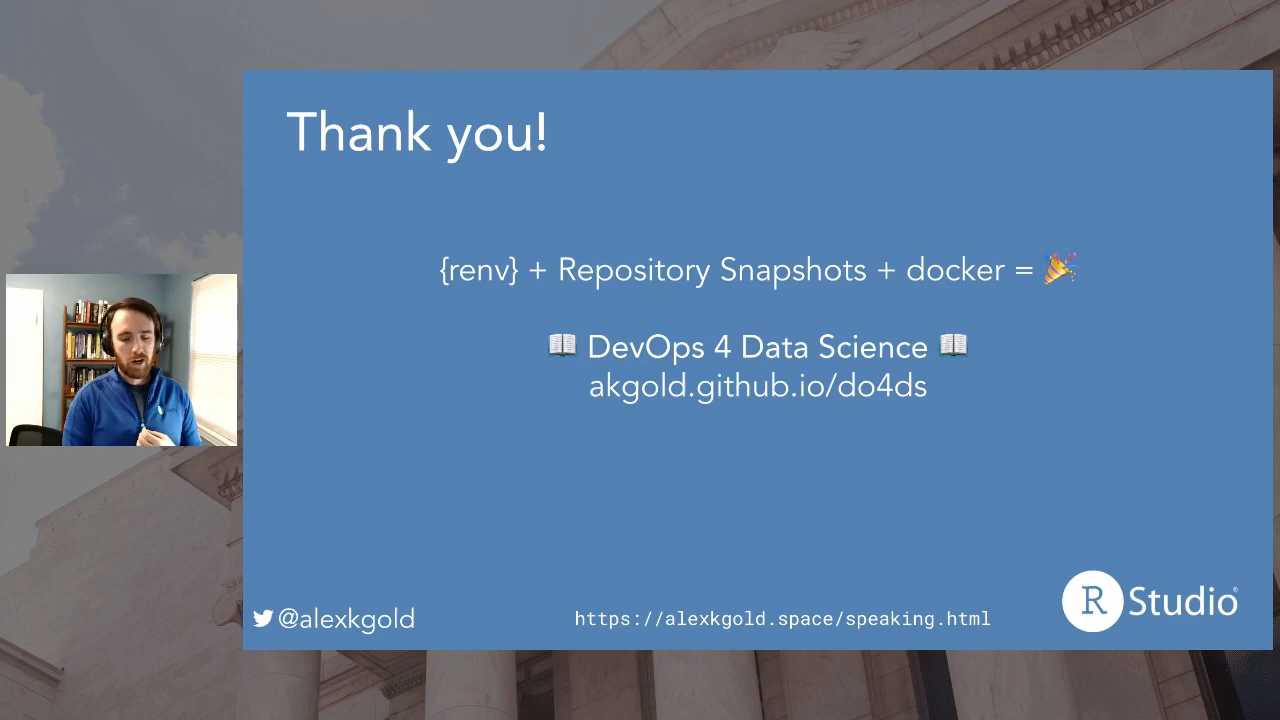 Thank you!
{renv} + Repository Snapshots + docker = 🎉
📖 DevOps 4 Data Science 📖
akgold.github.io/do4ds
@alexkgold
https://alexkgold.space/speaking.html
R Studio®